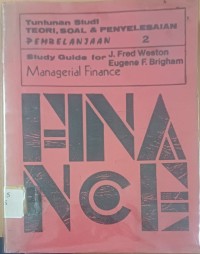 Tuntunan Studi
TEORI, SOAL & PENYELESAIAN
PEMBELANJAAN 2
Study Guide for J. Fred Weston
Eugene F. Brigham
Managerial Finance
FINA
NCE